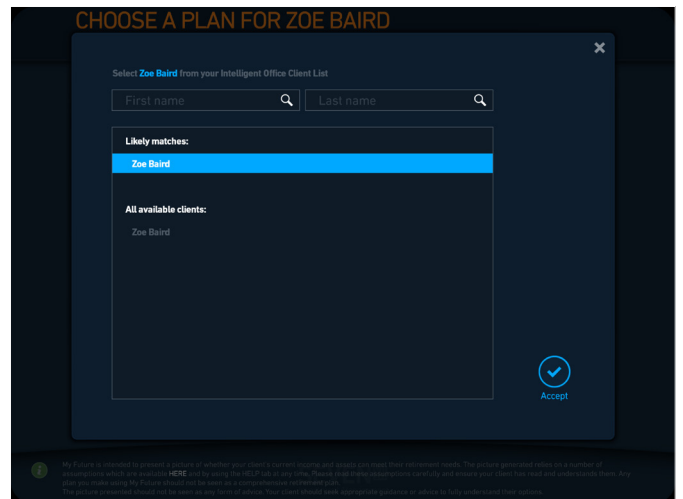 CHOOSE A PLAN FOR ZOE BAIRD
Select Zoe Baird from your Intelligent Office Client List
First name
Last name
Likely matches:
Zoe Baird
All available clients:
Zoe Baird
Accept
My Future is intended to present a picture of whether your client's current income and assets can meet their retirement needs. The picture generated relies on a number of
assumptions which are available HERE and by using the HELP tab at any time. Please read these assumptions carefully and ensure your client has read and understands them. Any
plan you make using My Future should not be seen as a comprehensive retirement plan.
The picture presented should not be seen as any form of advice. Your client should seek appropriate guidance or advice to fully understand their options.